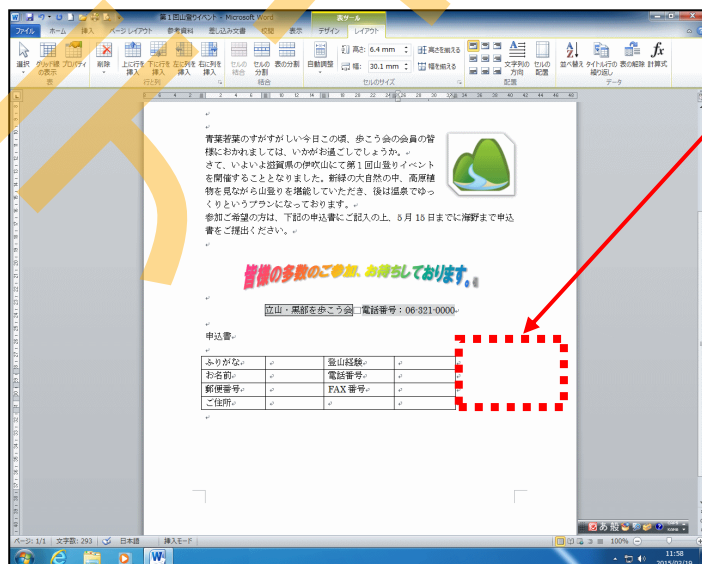 第1回山登りイベント - Microsoft Word
表ツール
ファイル ホーム 挿入 ページレイアウト 参考資料 差し込み文書 校閲 表示 デザイン レイアウト
選択 グリッド線の表示 プロパティ 削除 上に行を挿入 下に行を挿入 左に列を挿入 右に列を挿入 セルの結合 セルの分割 表の分割 自動調整 高さ: 6.4 mm 高さを揃える 文字列の方向 セルの配置 並べ替え タイトル行の繰り返し 表の解除 計算式
幅: 30.1 mm 幅を揃える
表 行と列 結合 セルのサイズ 配置 データ
青葉若葉のすがすがしい今日この頃、歩こう会の会員の皆
様におかれましては、いかがお過ごしでしょうか。
さて、いよいよ滋賀県の伊吹山にて第1回山登りイベント
を開催することとなりました。新緑の大自然の中、高原植
物を見ながら山登りを堪能していただき、後は温泉でゆっ
くりというプランになっております。
参加ご希望の方は、下記の申込書にご記入の上、5月15日までに海野まで申込
書をご提出ください。
皆様の多数のご参加、お待ちしております。
立山・黒部を歩こう会□電話番号：06-321-0000
申込書
ふりがな 登山経験
お名前 電話番号
郵便番号 FAX 番号
ご住所
あ 般
ページ: 1/1 文字数: 293 日本語 挿入モード 100%
11:58
2015/02/19